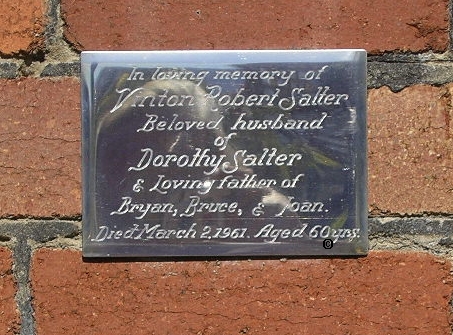 In loving memory of
Vinton Robert Salter
Beloved husband
of
Dorothy Salter
& Loving father of
Bryan, Bruce, & Joan.
Died March 2, 1961. Aged 60 yrs.